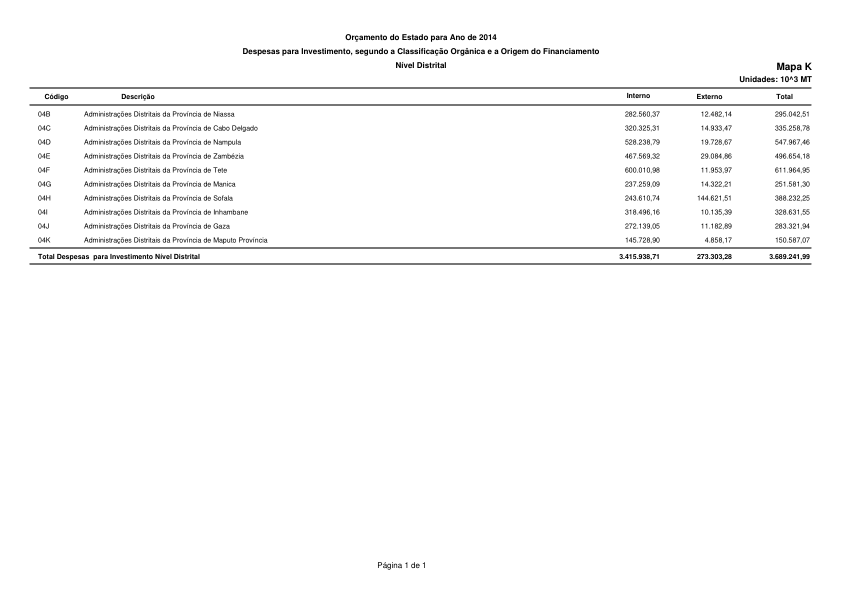 Orçamento do Estado para Ano de 2014
Despesas para Investimento, segundo a Classificação Orgânica e a Origem do Financiamento
Nível Distrital
Mapa K
Unidades: 10^3 MT
Código Descrição Interno Externo Total
04B Administrações Distritais da Província de Niassa 282.560,37 12.482,14 295.042,51
04C Administrações Distritais da Província de Cabo Delgado 320.325,31 14.933,47 335.258,78
04D Administrações Distritais da Província de Nampula 528.238,79 19.728,67 547.967,46
04E Administrações Distritais da Província de Zambézia 467.569,32 29.084,86 496.654,18
04F Administrações Distritais da Província de Tete 600.010,98 11.953,97 611.964,95
04G Administrações Distritais da Província de Manica 237.259,09 14.322,21 251.581,30
04H Administrações Distritais da Província de Sofala 243.610,74 144.621,51 388.232,25
04I Administrações Distritais da Província de Inhambane 318.496,16 10.135,39 328.631,55
04J Administrações Distritais da Província de Gaza 272.139,05 11.182,89 283.321,94
04K Administrações Distritais da Província de Maputo Província 145.728,90 4.858,17 150.587,07
Total Despesas para Investimento Nível Distrital 3.415.938,71 273.303,28 3.689.241,99
Página 1 de 1